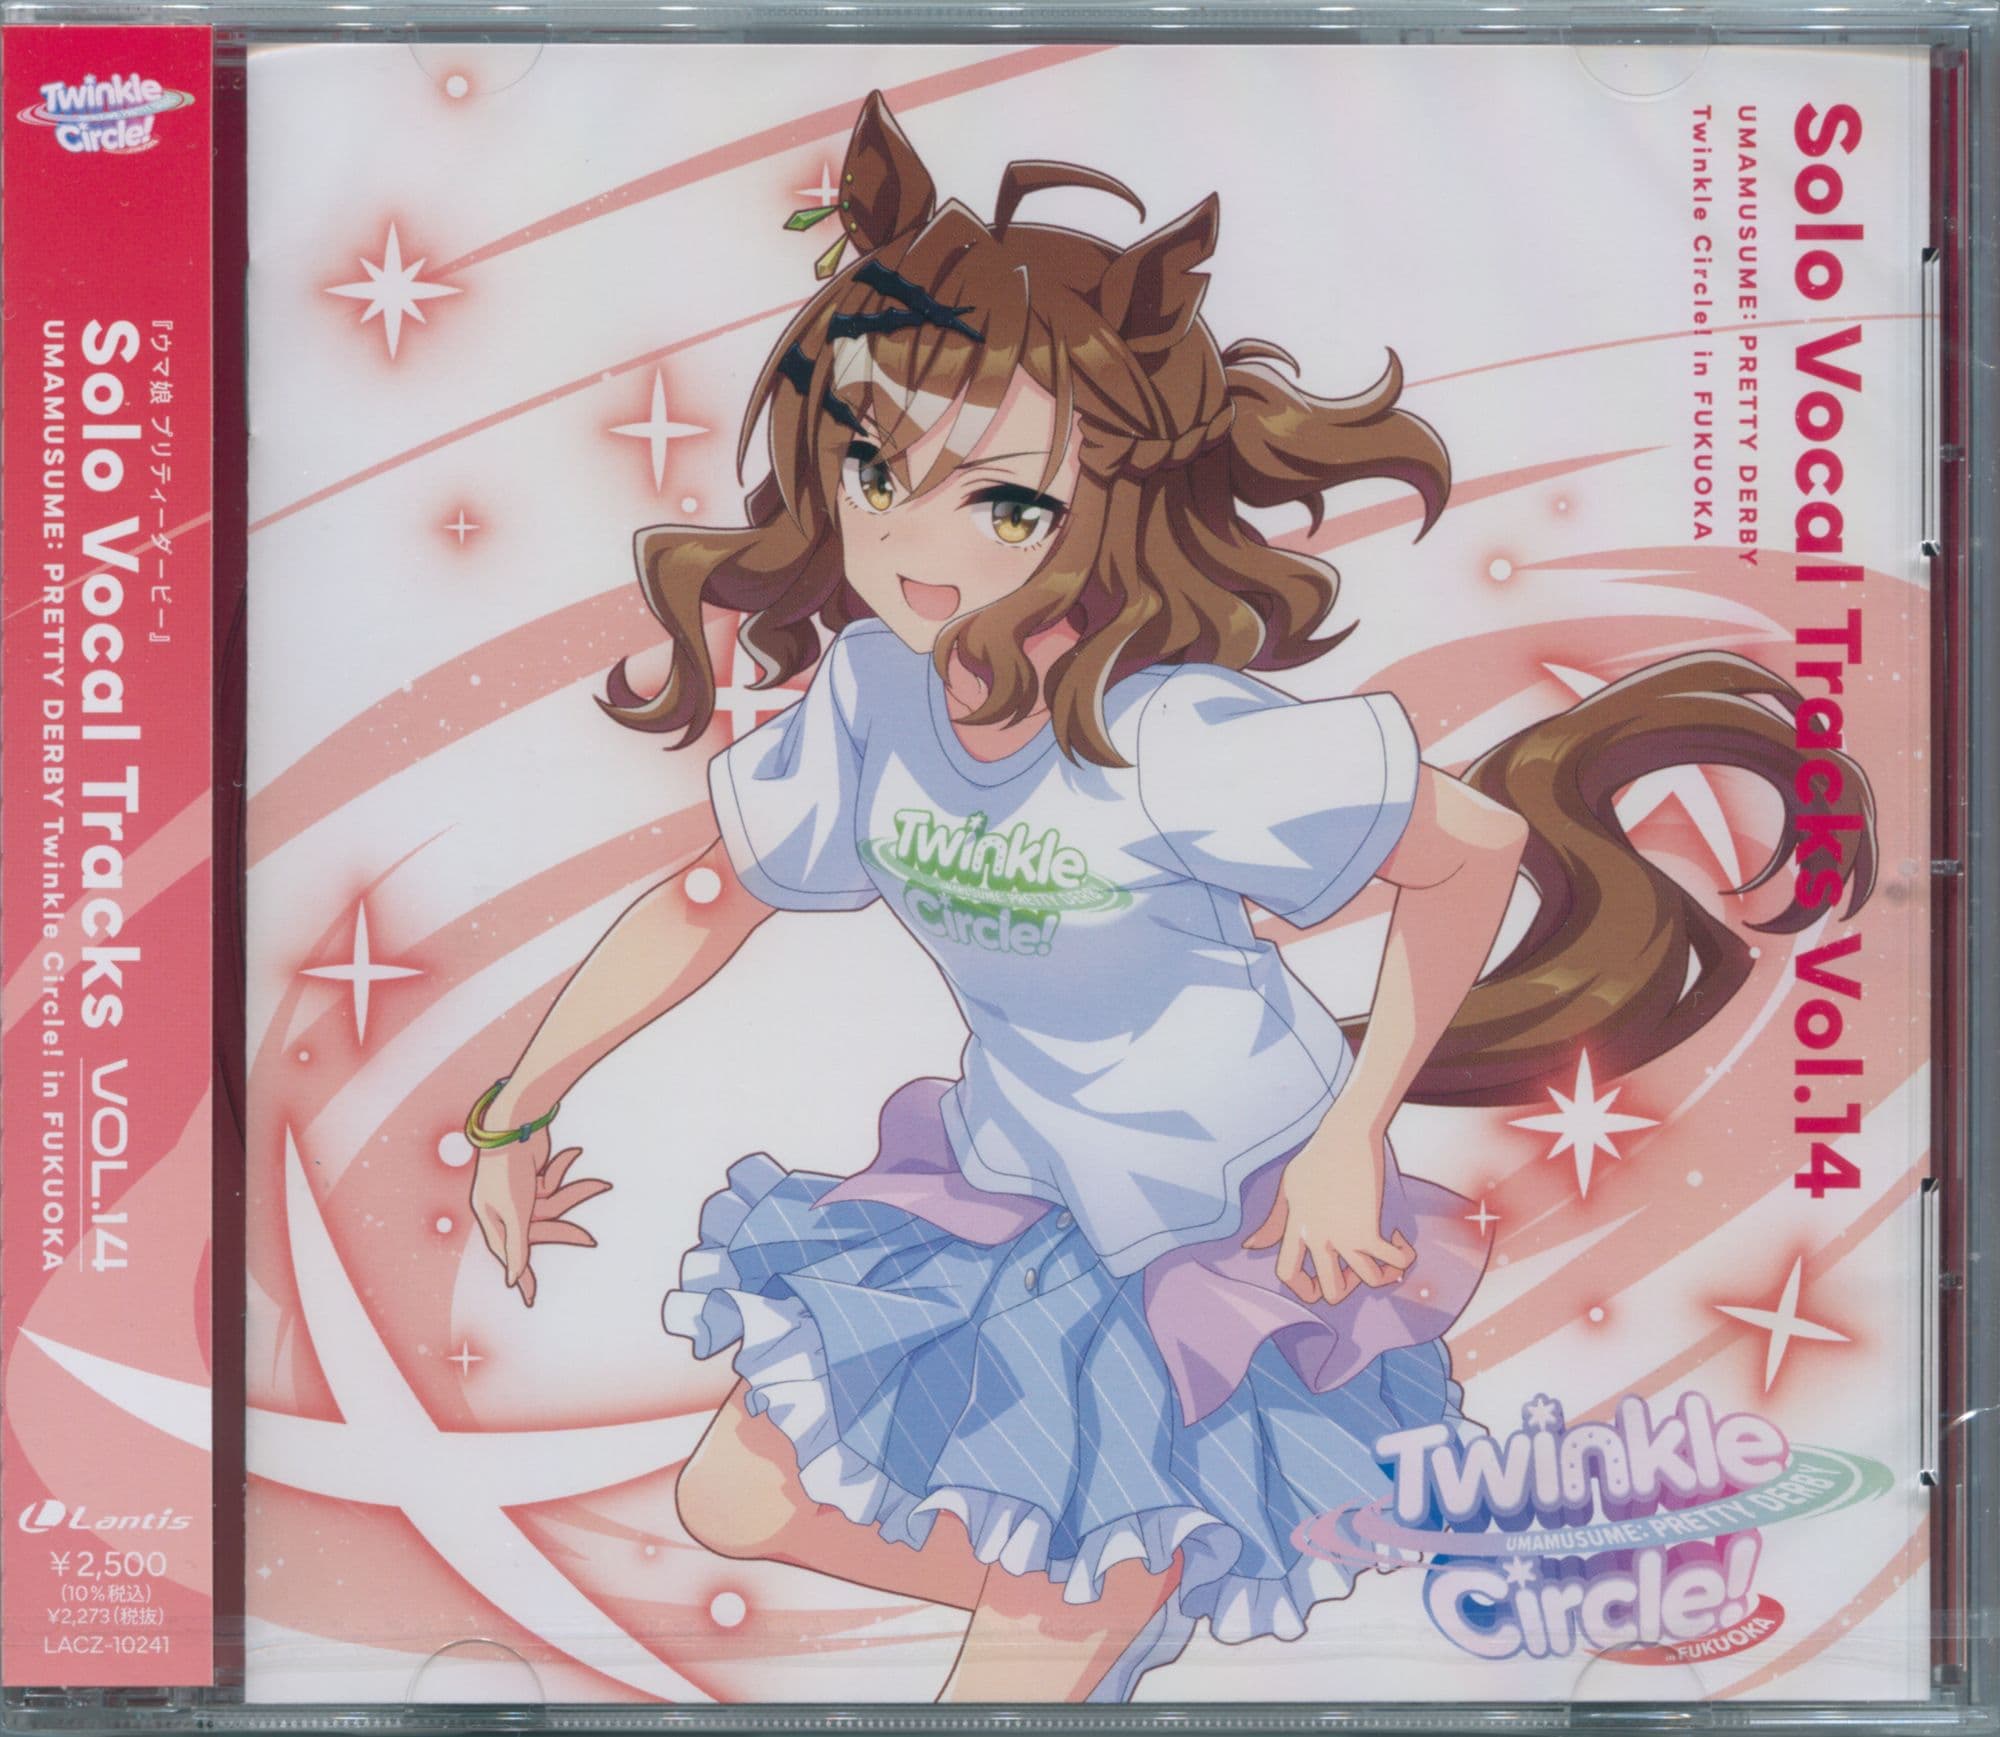 Twinkle
Circle!
『ウマ娘 プリティーダービー』
Solo Vocal Tracks VOL.14
UMAMUSUME: PRETTY DERBY Twinkle Circle! in FUKUOKA
Lantis
￥2,500
(10%税込)
¥2,273(税抜)
LACZ-10241
Solo Vocal Tracks Vol.14
UMAMUSUME: PRETTY DERBY
Twinkle Circle! in FUKUOKA
Twinkle
UMAMUSUME: PRETTY DERBY
Circle!
Twinkle
UMAMUSUME: PRETTY DERBY
Circle!
in FUKUOKA